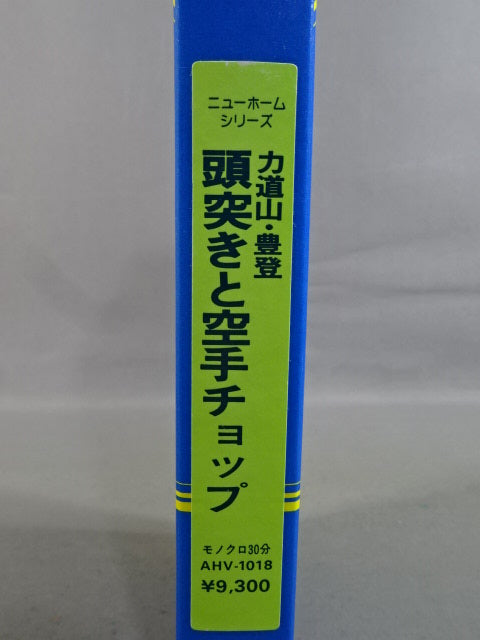 ニューホーム
シリーズ
力道山・豊登
頭突きと空手チョップ
モノクロ30分
AHV-1018
¥9,300